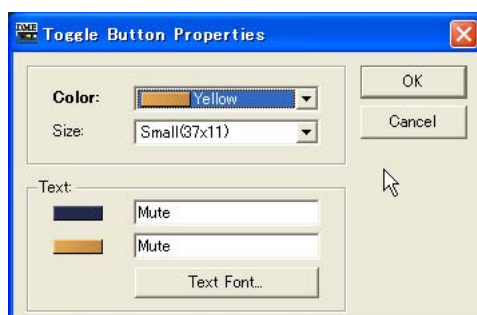 Toggle Button Properties
Color:
Yellow
OK
Size:
Small(37x11)
Cancel
Text:
Mute
Mute
Text Font...